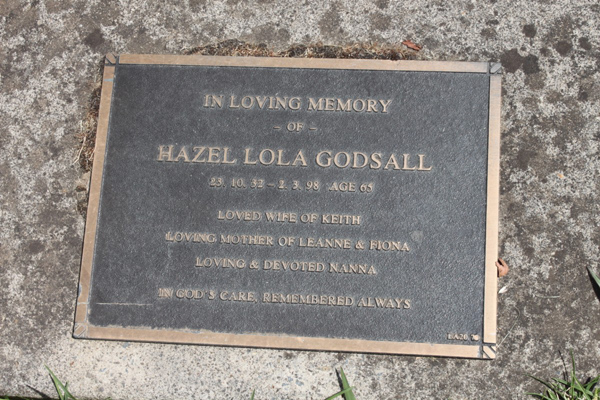 IN LOVING MEMORY
– OF –
HAZEL LOLA GODSALL
23. 10. 32 – 2. 3. 98 AGE 65
LOVED WIFE OF KEITH
LOVING MOTHER OF LEANNE & FIONA
LOVING & DEVOTED NANNA
IN GOD'S CARE, REMEMBERED ALWAYS